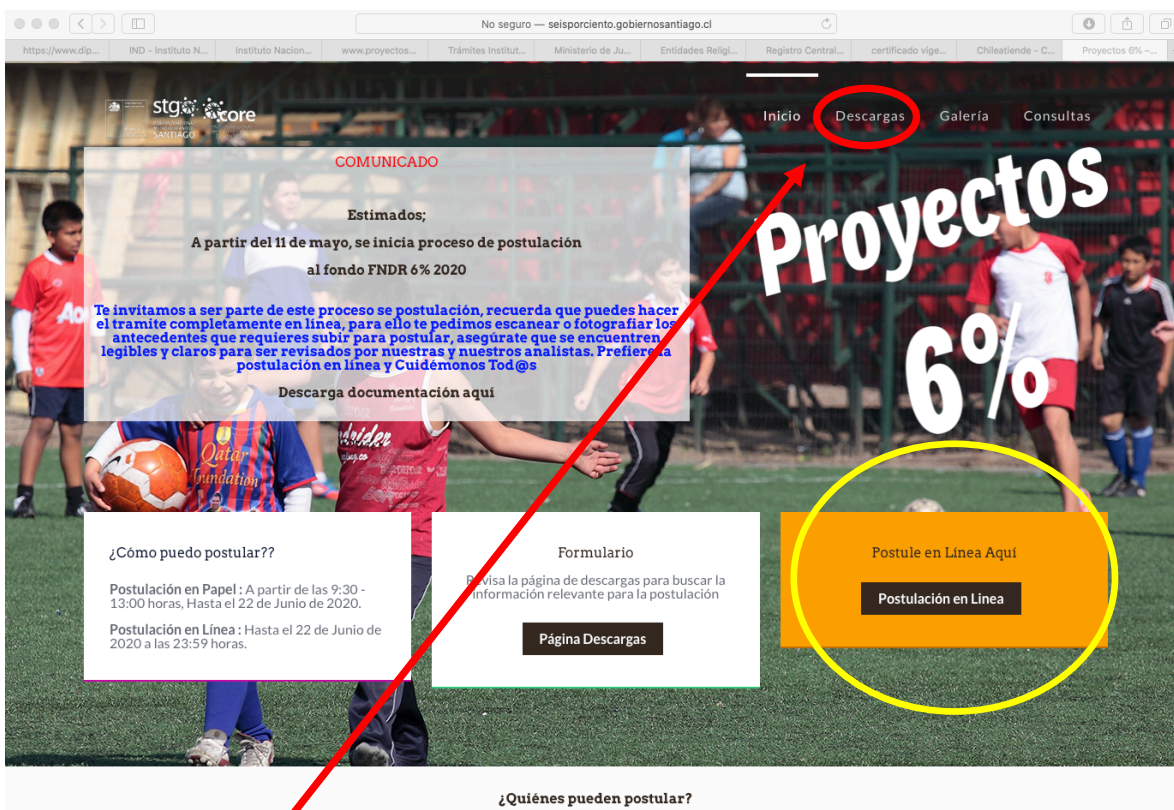 No seguro — seisporciento.gobiernosantiago.cl
https://www.dip... IND - Instituto N... Instituto Nacion... www.proyectos... Trámites Institut... Ministerio de Ju... Entidades Religi... Registro Central... certificado vige... Chileatiende - C... Proyectos 6% –...
stgo core
SANTIAGO
Inicio Descargas Galería Consultas
COMUNICADO
Estimados;
A partir del 11 de mayo, se inicia proceso de postulación
al fondo FNDR 6% 2020
Te invitamos a ser parte de este proceso se postulación, recuerda que puedes hacer
el tramite completamente en línea, para ello te pedimos escanear o fotografiar los
antecedentes que requieres subir para postular, asegúrate que se encuentren
legibles y claros para ser revisados por nuestras y nuestros analistas. Prefiere la
postulación en línea y Cuidémonos Tod@s
Descarga documentación aquí
Proyectos
6%
Qatar
Foundation
¿Cómo puedo postular??
Postulación en Papel : A partir de las 9:30 -
13:00 horas, Hasta el 22 de Junio de 2020.
Postulación en Línea : Hasta el 22 de Junio de
2020 a las 23:59 horas.
Formulario
Revisa la página de descargas para buscar la
información relevante para la postulación
Página Descargas
Postule en Línea Aquí
Postulación en Linea
¿Quiénes pueden postular?